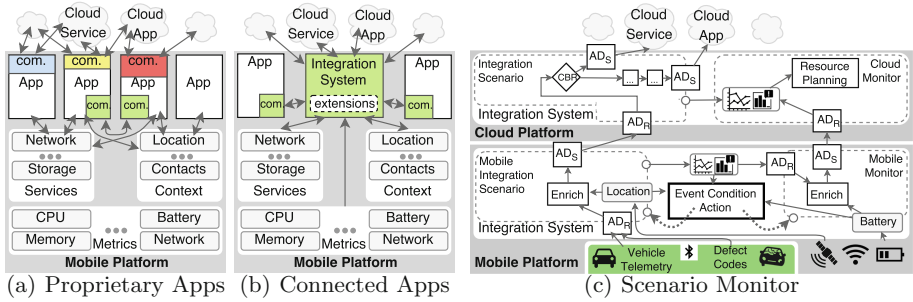 Cloud
Service
Cloud
App
com.
App
com.
App
com.
com.
App
com.
App
Network
Storage
Services
Location
Contacts
Context
CPU
Memory
Metrics
Battery
Network
Mobile Platform
(a) Proprietary Apps
Cloud
Service
Cloud
App
App
com.
Integration
System
extensions
App
com.
Network
Storage
Services
Location
Contacts
Context
CPU
Memory
Metrics
Battery
Network
Mobile Platform
(b) Connected Apps
Cloud
Service
Cloud
App
Integration
Scenario
CBR
ADS
...
...
ADS
Cloud
Monitor
Resource
Planning
Integration System
Cloud Platform
ADR
ADR
Mobile
Integration
Scenario
ADS
ADR
ADS
Mobile
Monitor
Enrich
Location
Event Condition
Action
Enrich
Integration System
ADR
Battery
Mobile Platform
Vehicle
Telemetry
Defect
Codes
(c) Scenario Monitor